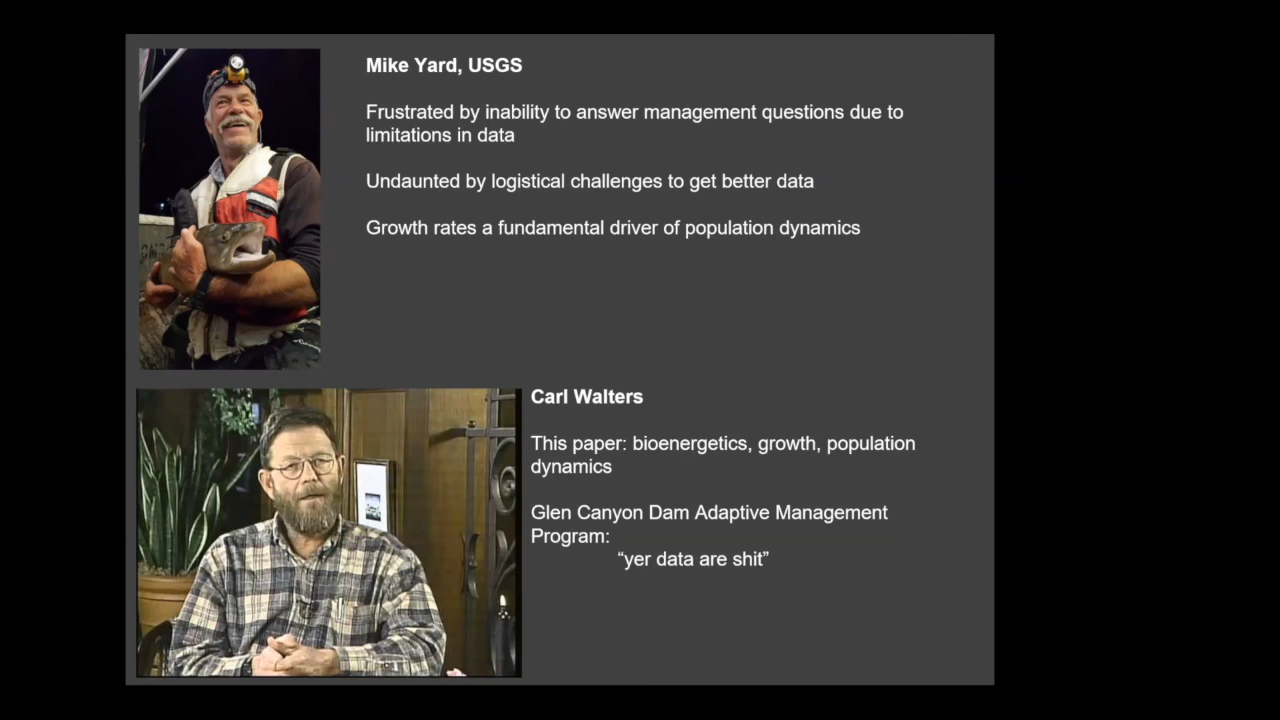 Mike Yard, USGS
Frustrated by inability to answer management questions due to
limitations in data
Undaunted by logistical challenges to get better data
Growth rates a fundamental driver of population dynamics
Carl Walters
This paper: bioenergetics, growth, population
dynamics
Glen Canyon Dam Adaptive Management
Program:
“yer data are shit”